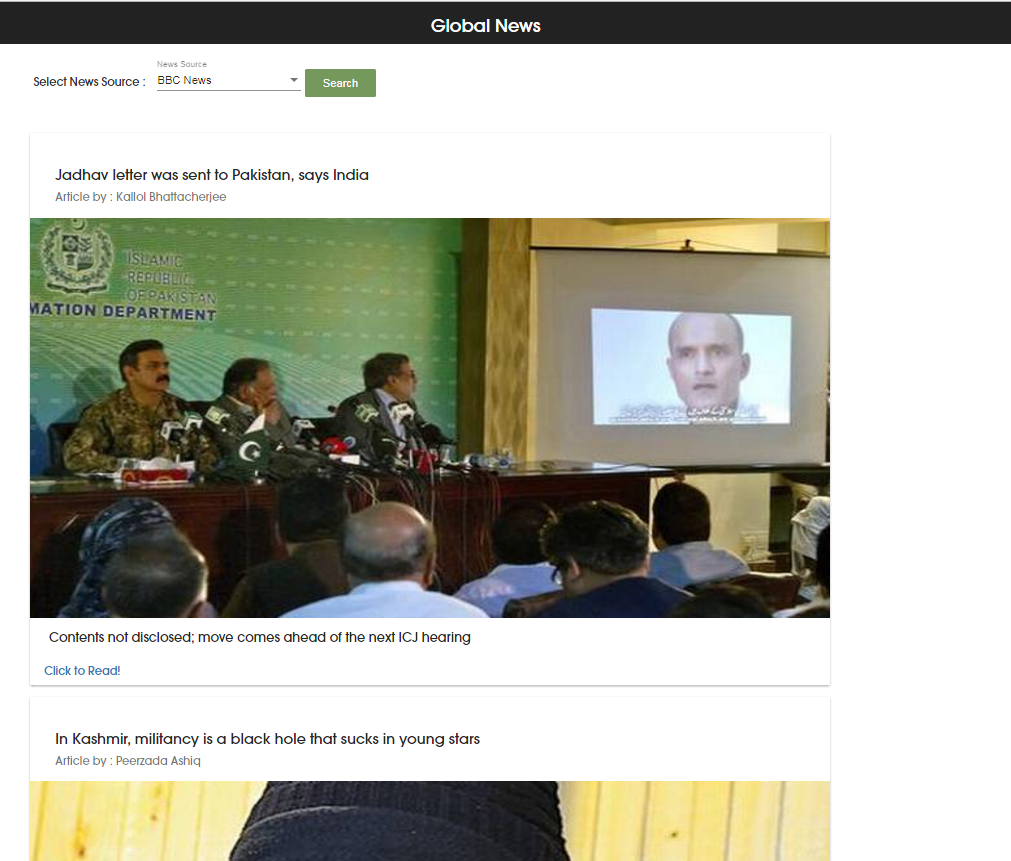 Global News
News Source
Select News Source :
BBC News
Search
Jadhav letter was sent to Pakistan, says India
Article by : Kallol Bhattacherjee
ISLAMIC
REPUBLIC
OF PAKISTAN
MATION DEPARTMENT
Contents not disclosed; move comes ahead of the next ICJ hearing
Click to Read!
In Kashmir, militancy is a black hole that sucks in young stars
Article by : Peerzada Ashiq